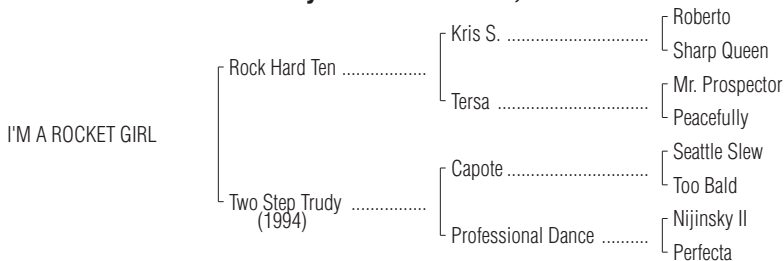 Roberto
Kris S. ..................................
Sharp Queen
Rock Hard Ten ....................
Mr. Prospector
Tersa ....................................
Peacefully
I'M A ROCKET GIRL
Seattle Slew
Capote ..................................
Too Bald
Two Step Trudy ..................
(1994)
Nijinsky II
Professional Dance ...........
Perfecta